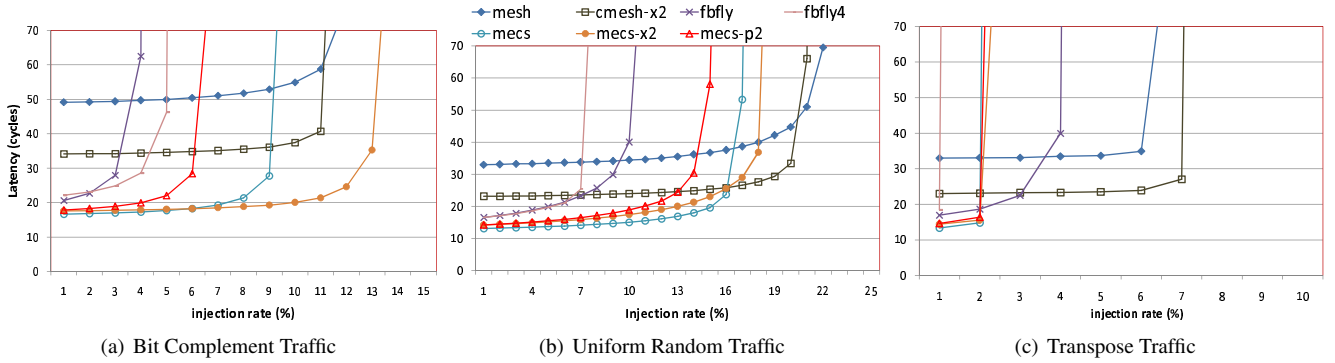 mesh cmesh-x2 fbfly fbfly4
mecs mecs-x2 mecs-p2
Latency (cycles)
70
60
50
40
30
20
10
0
1 2 3 4 5 6 7 8 9 10 11 12 13 14 15
injection rate (%)
(a) Bit Complement Traffic
70
60
50
40
30
20
10
0
1 4 7 10 13 16 19 22 25
Injection rate (%)
(b) Uniform Random Traffic
70
60
50
40
30
20
10
0
1 2 3 4 5 6 7 8 9 10
injection rate (%)
(c) Transpose Traffic